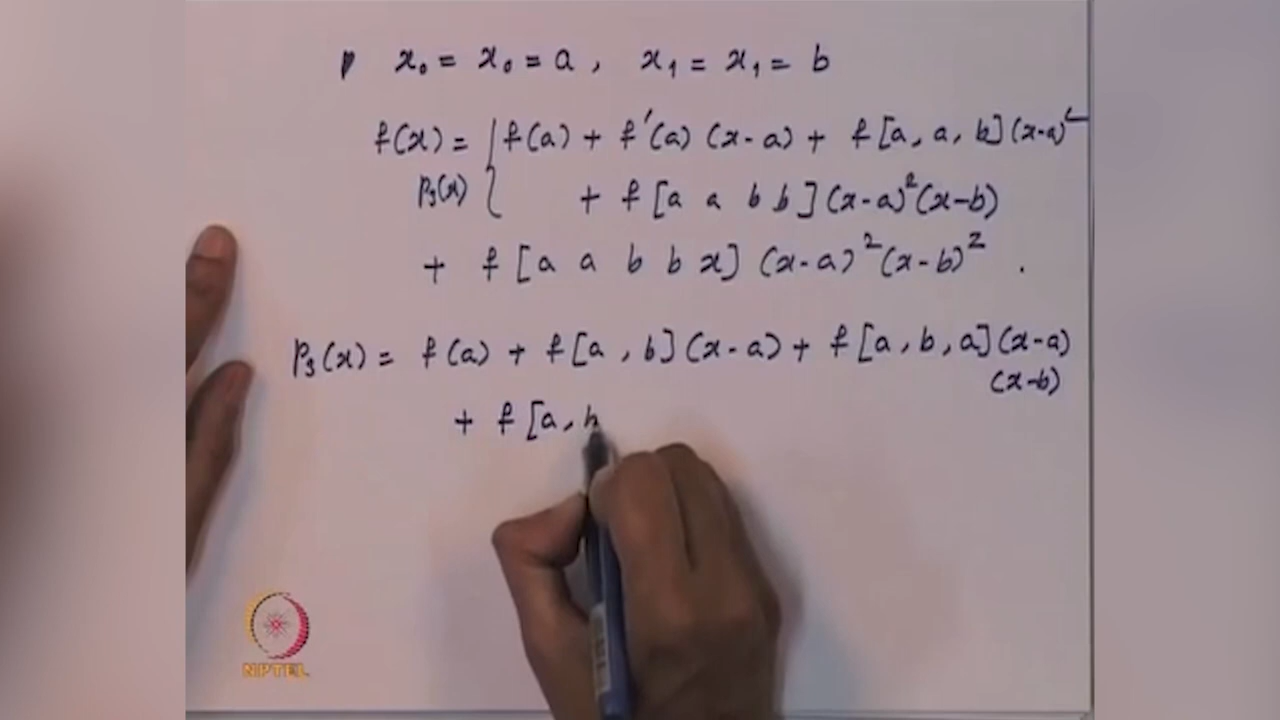 x₀ = x₀ = a , x₁ = x₁ = b
f(x) = f(a) + f'(a) (x-a) + f[a, a, b](x-a)²
p₃(x) + f [a a b b](x-a)²(x-b)
+ f [a a b b x] (x-a)²(x-b)² .
p₃(x) = f(a) + f[a , b](x-a) + f[a, b, a](x-a)
(x-b)
+ f [a, b
NPTEL